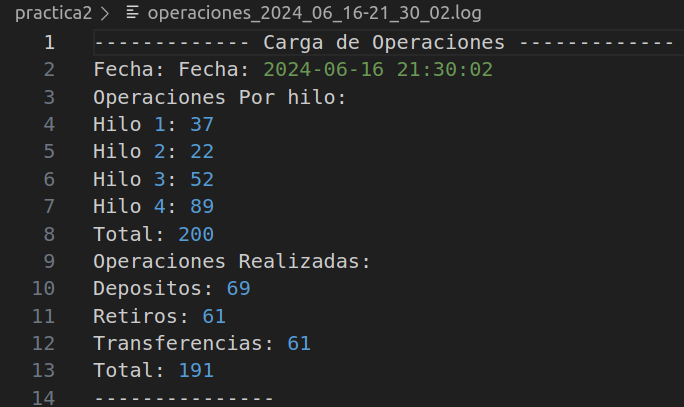 practica2 > operaciones_2024_06_16-21_30_02.log
1 ------------- Carga de Operaciones -------------
2 Fecha: Fecha: 2024-06-16 21:30:02
3 Operaciones Por hilo:
4 Hilo 1: 37
5 Hilo 2: 22
6 Hilo 3: 52
7 Hilo 4: 89
8 Total: 200
9 Operaciones Realizadas:
10 Depositos: 69
11 Retiros: 61
12 Transferencias: 61
13 Total: 191
14 ---------------